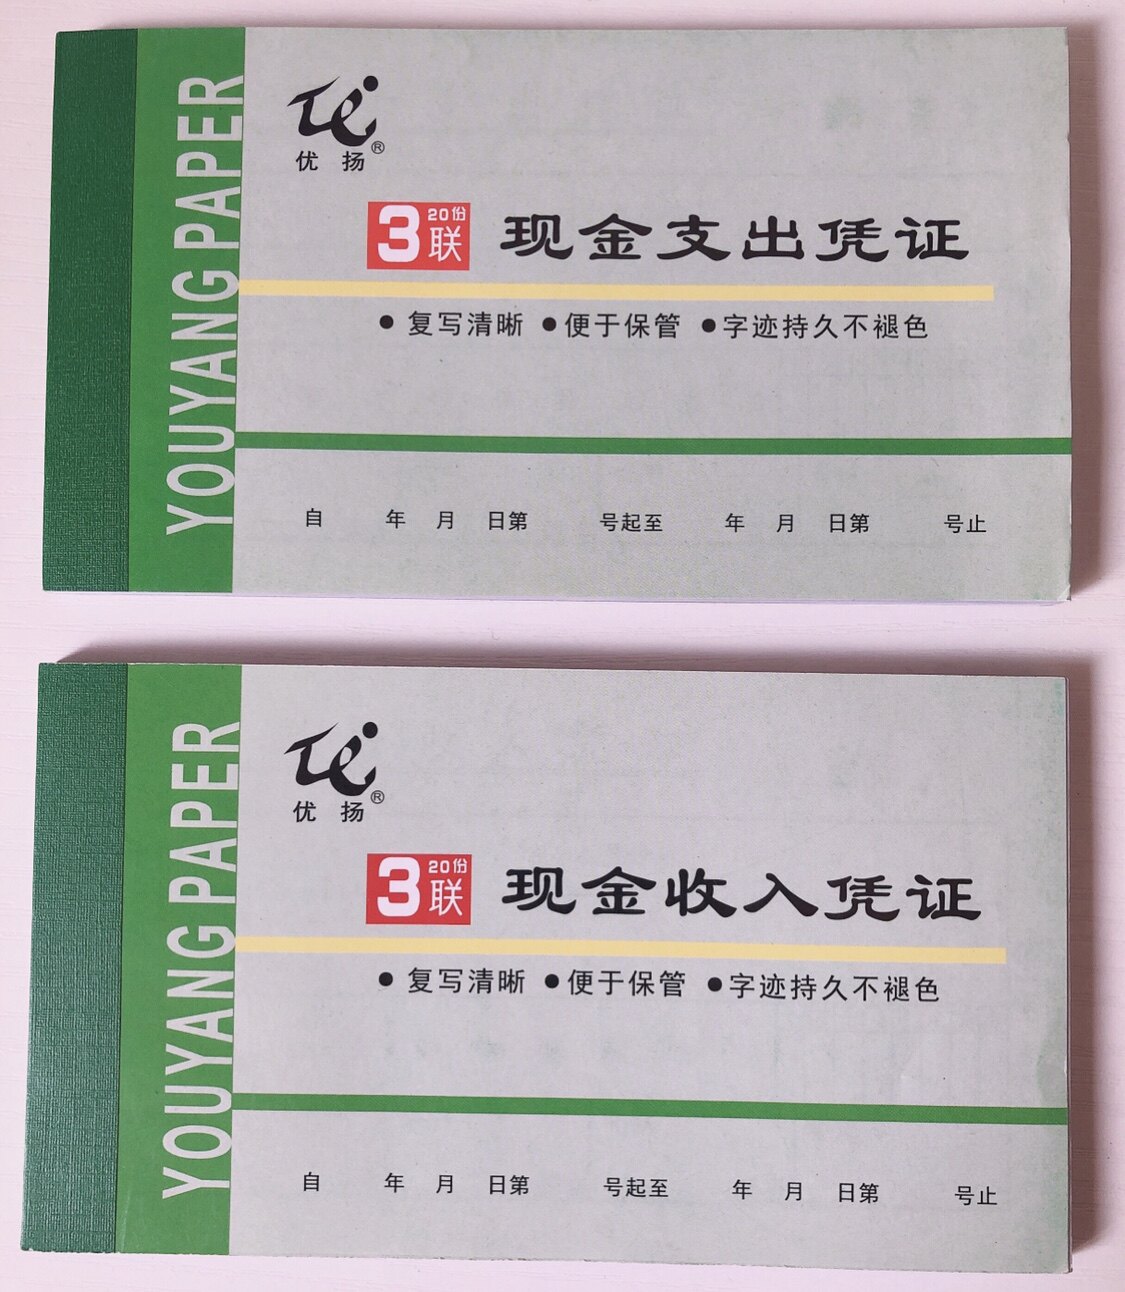 YOUYANG PAPER
优扬®
3联 20份 现金支出凭证
●复写清晰 ●便于保管 ●字迹持久不褪色
自 年 月 日第 号起至 年 月 日第 号止
YOUYANG PAPER
优扬®
3联 20份 现金收入凭证
●复写清晰 ●便于保管 ●字迹持久不褪色
自 年 月 日第 号起至 年 月 日第 号止